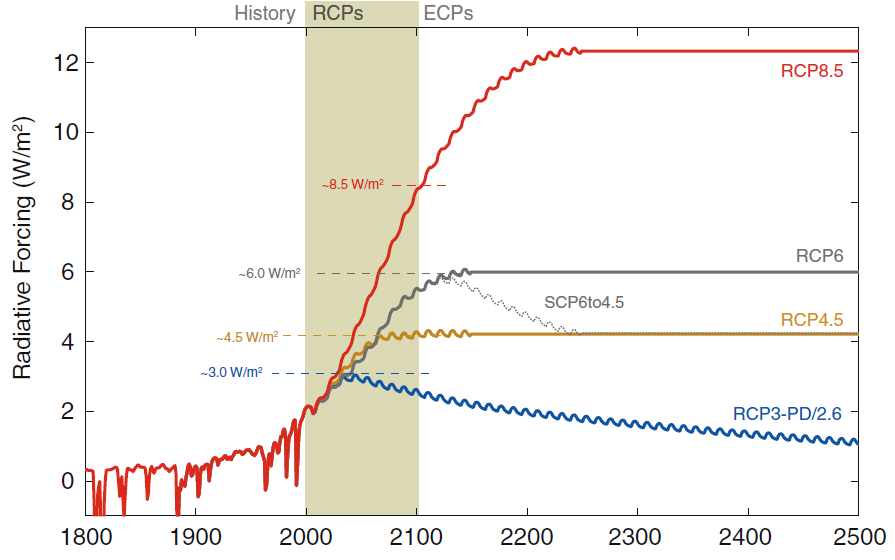 History RCPs ECPs
Radiative Forcing (W/m²)
12
10
8
6
4
2
0
RCP8.5
~8.5 W/m²
RCP6
~6.0 W/m²
SCP6to4.5
RCP4.5
~4.5 W/m²
~3.0 W/m²
RCP3-PD/2.6
1800 1900 2000 2100 2200 2300 2400 2500